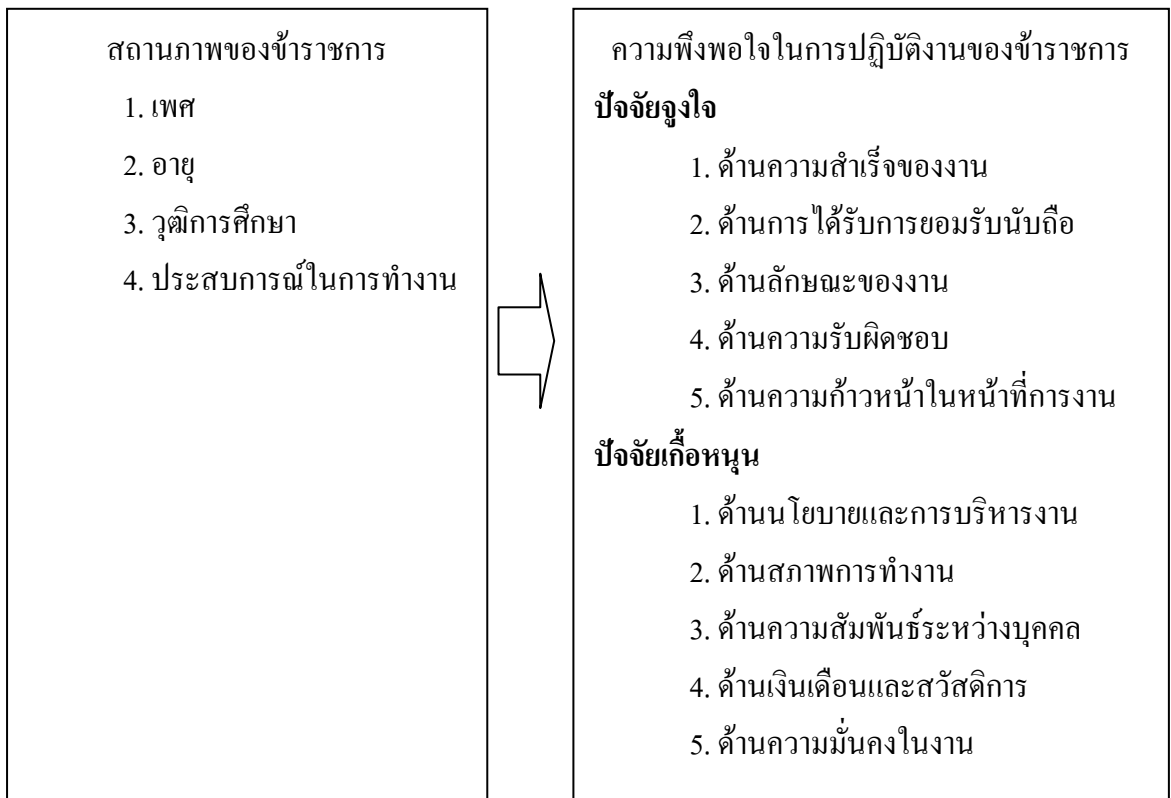 สถานภาพของข้าราชการ
1. เพศ
2. อายุ
3. วุฒิการศึกษา
4. ประสบการณ์ในการทำงาน
ความพึงพอใจในการปฏิบัติงานของข้าราชการ
ปัจจัยจูงใจ
1. ด้านความสำเร็จของงาน
2. ด้านการได้รับการยอมรับนับถือ
3. ด้านลักษณะของงาน
4. ด้านความรับผิดชอบ
5. ด้านความก้าวหน้าในหน้าที่การงาน
ปัจจัยเกื้อหนุน
1. ด้านนโยบายและการบริหารงาน
2. ด้านสภาพการทำงาน
3. ด้านความสัมพันธ์ระหว่างบุคคล
4. ด้านเงินเดือนและสวัสดิการ
5. ด้านความมั่นคงในงาน